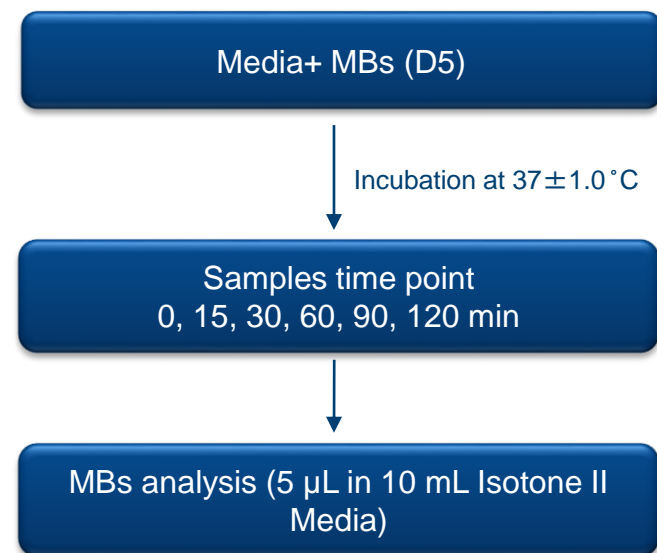 Media+ MBs (D5)
Incubation at 37±1.0˚C
Samples time point
0, 15, 30, 60, 90, 120 min
MBs analysis (5 µL in 10 mL Isotone II
Media)